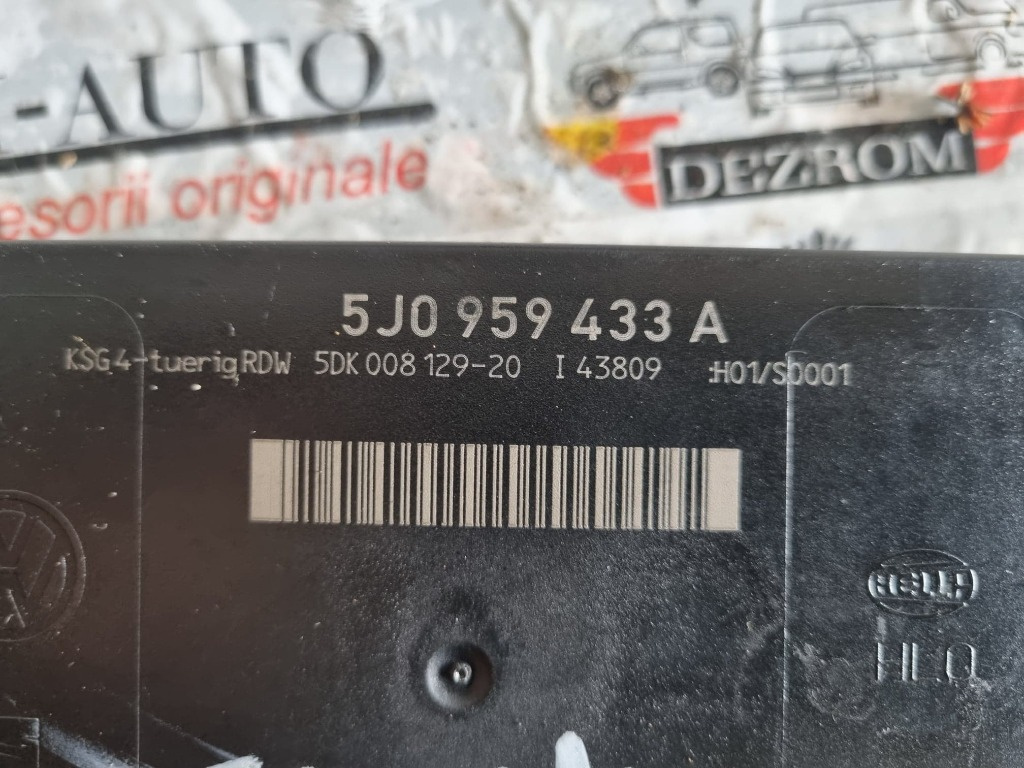 -AUTO
esorii originale
DEZROM
5J0 959 433 A
KSG 4-tuerig RDW 5DK 008 129-20 I 43809 :H01/S0001
HELLA